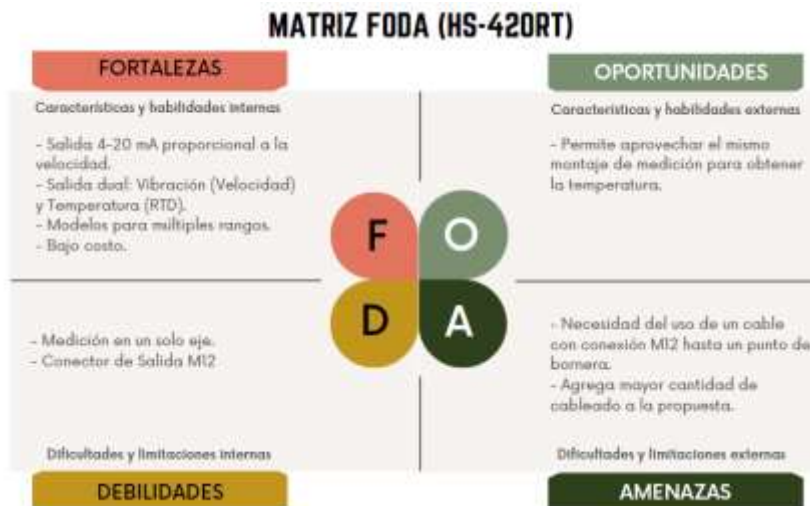 MATRIZ FODA (HS-420RT)
FORTALEZAS
Características y habilidades internas
- Salida 4-20 mA proporcional a la
velocidad.
- Salida dual: Vibración (Velocidad)
y Temperatura (RTD).
- Modelos para múltiples rangos.
- Bajo costo.
OPORTUNIDADES
Características y habilidades externas
- Permite aprovechar el mismo
montaje de medición para obtener
la temperatura.
F
O
D
A
- Medición en un solo eje.
- Conector de Salida M12
Dificultades y limitaciones internas
DEBILIDADES
- Necesidad del uso de un cable
con conexión M12 hasta un punto de
bornera.
- Agrega mayor cantidad de
cableado a la propuesta.
Dificultades y limitaciones externas
AMENAZAS